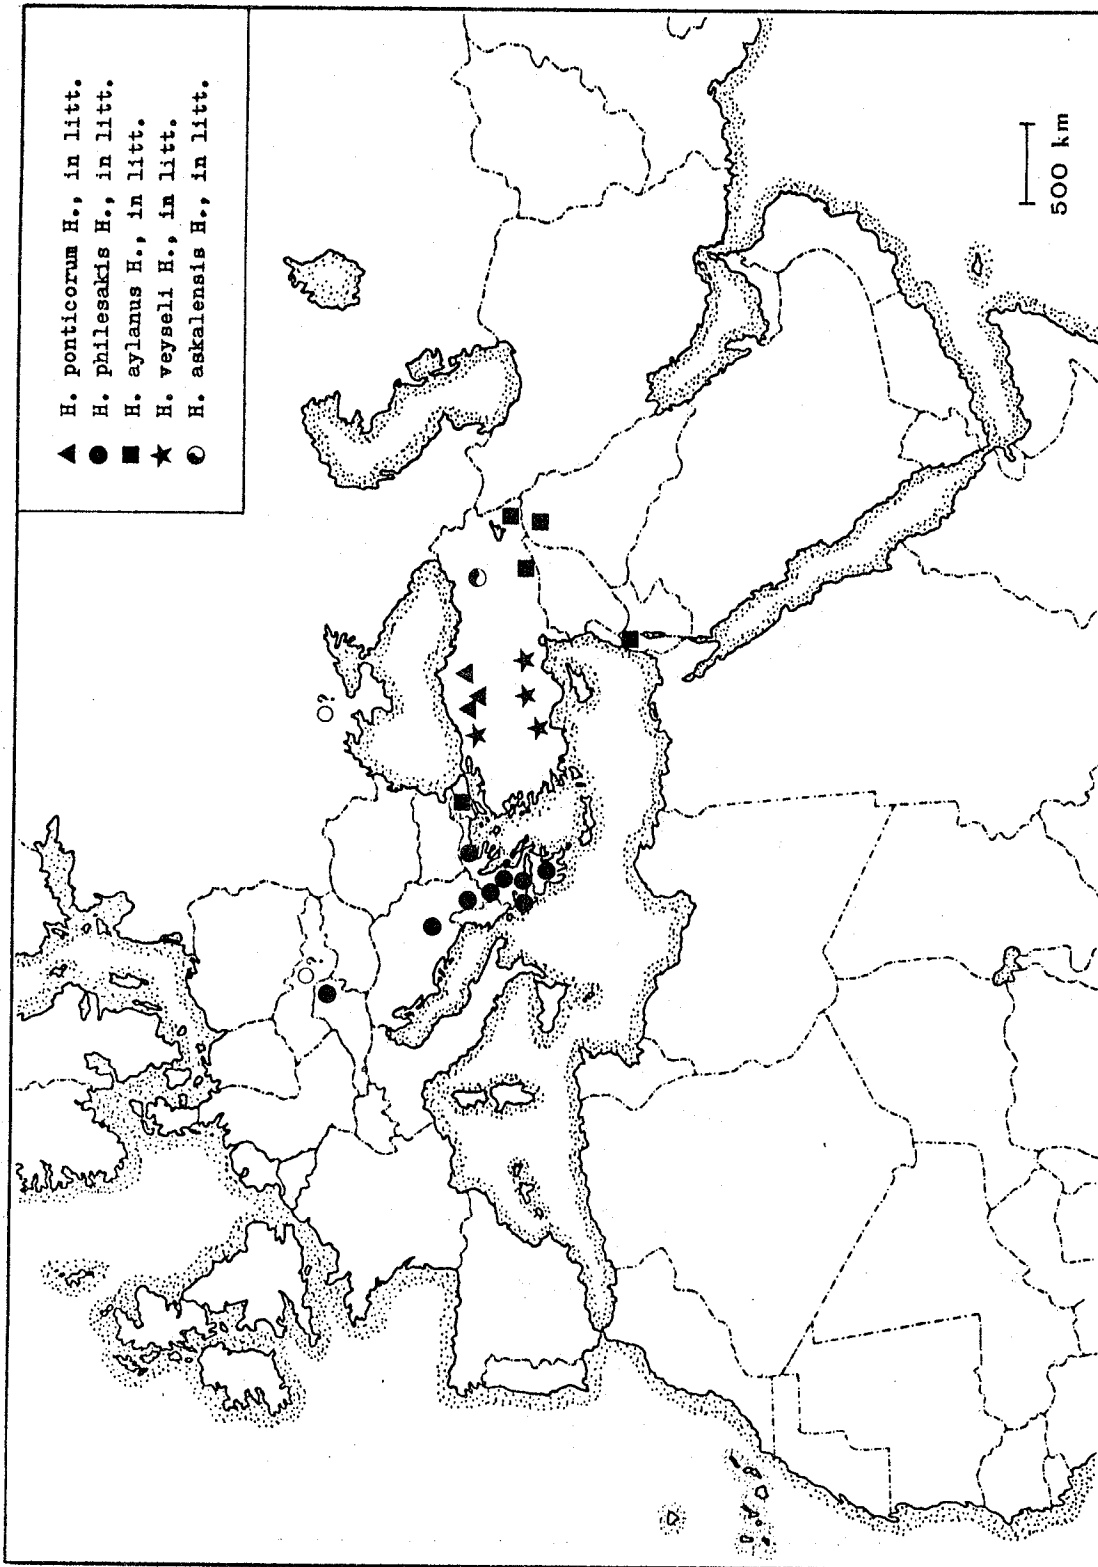 ▲ H. ponticorum H., in litt.
● H. philesakis H., in litt.
■ H. aylanus H., in litt.
★ H. veyseli H., in litt.
◒ H. askalensis H., in litt.
?
?
500 km